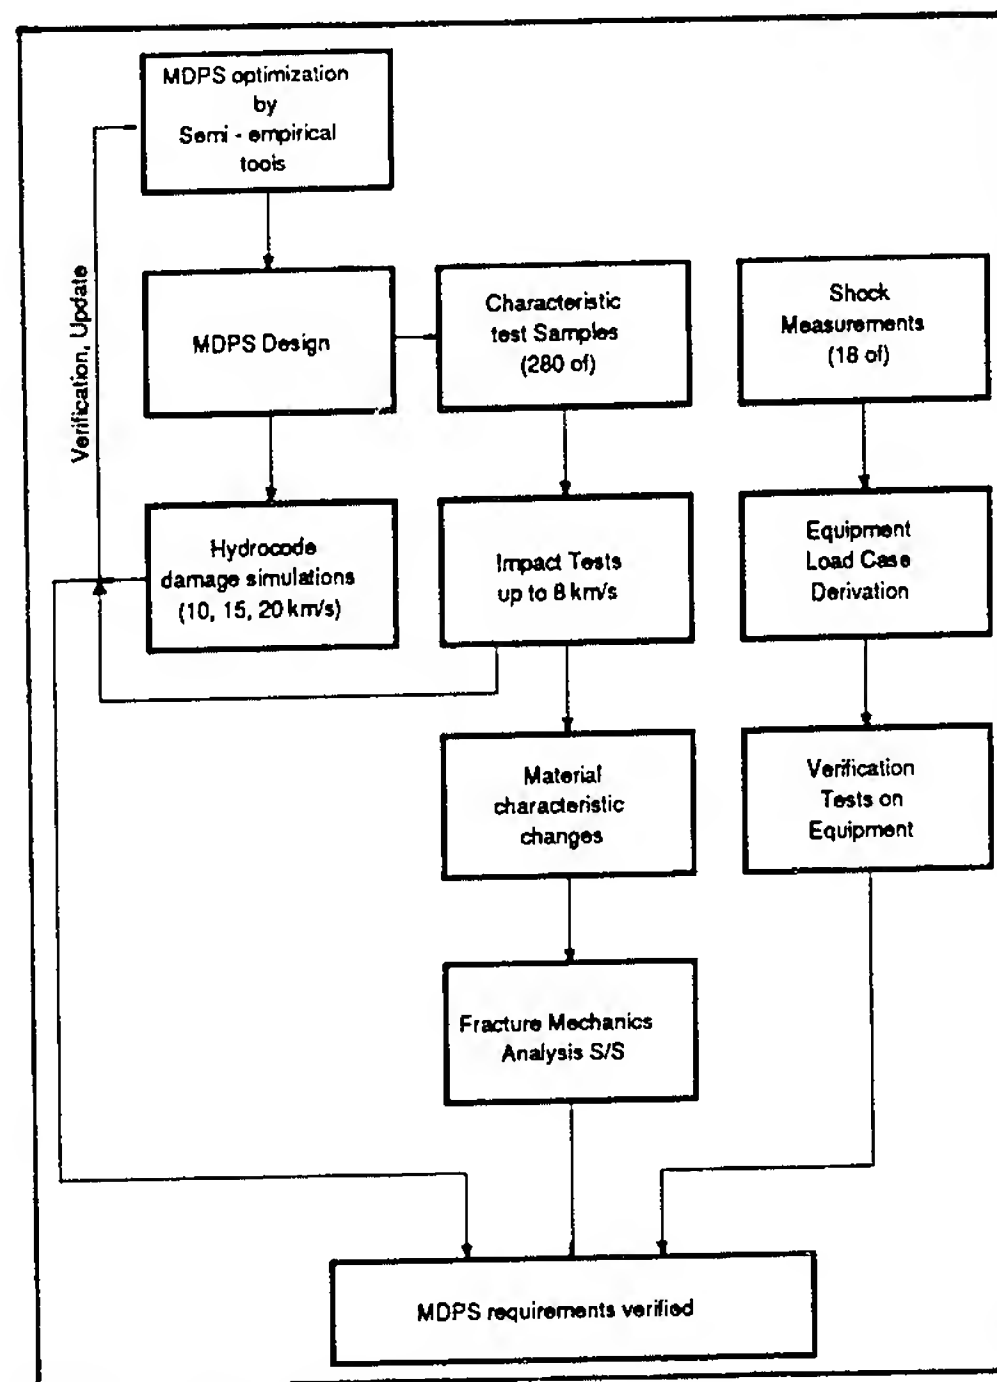 MDPS optimization
by
Semi - empirical
tools
Verification, Update
MDPS Design
Characteristic
test Samples
(280 of)
Shock
Measurements
(18 of)
Hydrocode
damage simulations
(10, 15, 20 km/s)
Impact Tests
up to 8 km/s
Equipment
Load Case
Derivation
Material
characteristic
changes
Verification
Tests on
Equipment
Fracture Mechanics
Analysis S/S
MDPS requirements verified